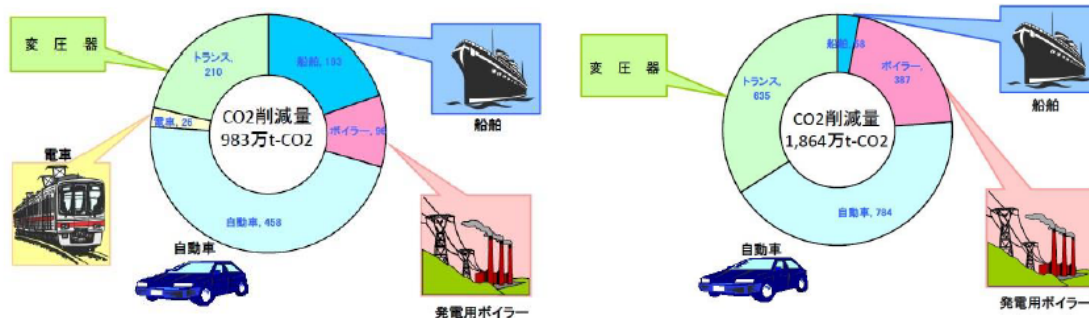 変圧器
トランス,
210
船舶, 193
船舶
CO2削減量
983万t-CO2
電車, 26
ボイラー, 96
電車
自動車, 458
自動車
発電用ボイラー
変圧器
トランス,
635
船舶, 58
ボイラー,
387
船舶
CO2削減量
1,864万t-CO2
自動車, 784
自動車
発電用ボイラー